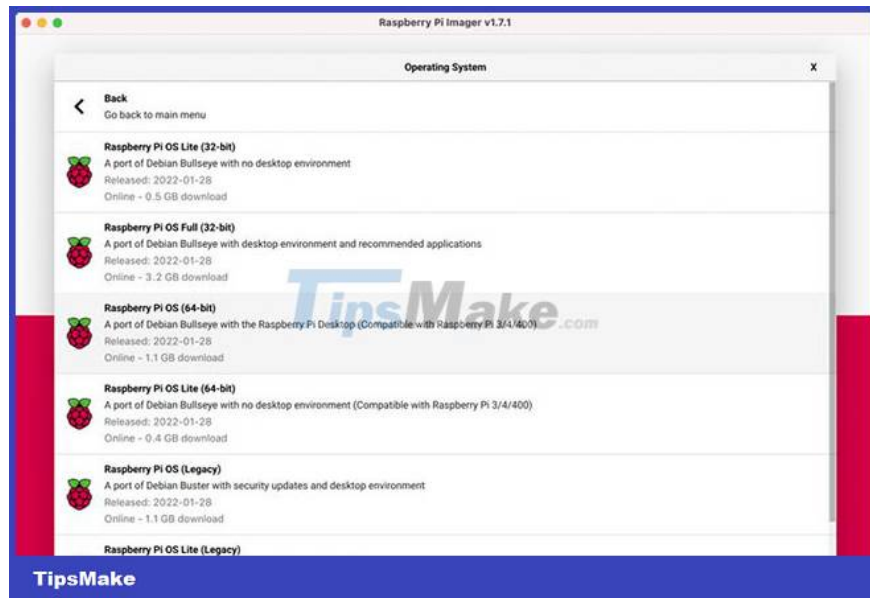 Raspberry Pi Imager v1.7.1
Operating System
X
Back
Go back to main menu
Raspberry Pi OS Lite (32-bit)
A port of Debian Bullseye with no desktop environment
Released: 2022-01-28
Online - 0.5 GB download
Raspberry Pi OS Full (32-bit)
A port of Debian Bullseye with desktop environment and recommended applications
Released: 2022-01-28
Online - 3.2 GB download
Raspberry Pi OS (64-bit)
A port of Debian Bullseye with the Raspberry Pi Desktop (Compatible with Raspberry Pi 3/4/400)
Released: 2022-01-28
Online - 1.1 GB download
TipsMake.com
Raspberry Pi OS Lite (64-bit)
A port of Debian Bullseye with no desktop environment (Compatible with Raspberry Pi 3/4/400)
Released: 2022-01-28
Online - 0.4 GB download
Raspberry Pi OS (Legacy)
A port of Debian Buster with security updates and desktop environment
Released: 2022-01-28
Online - 1.1 GB download
Raspberry Pi OS Lite (Legacy)
TipsMake